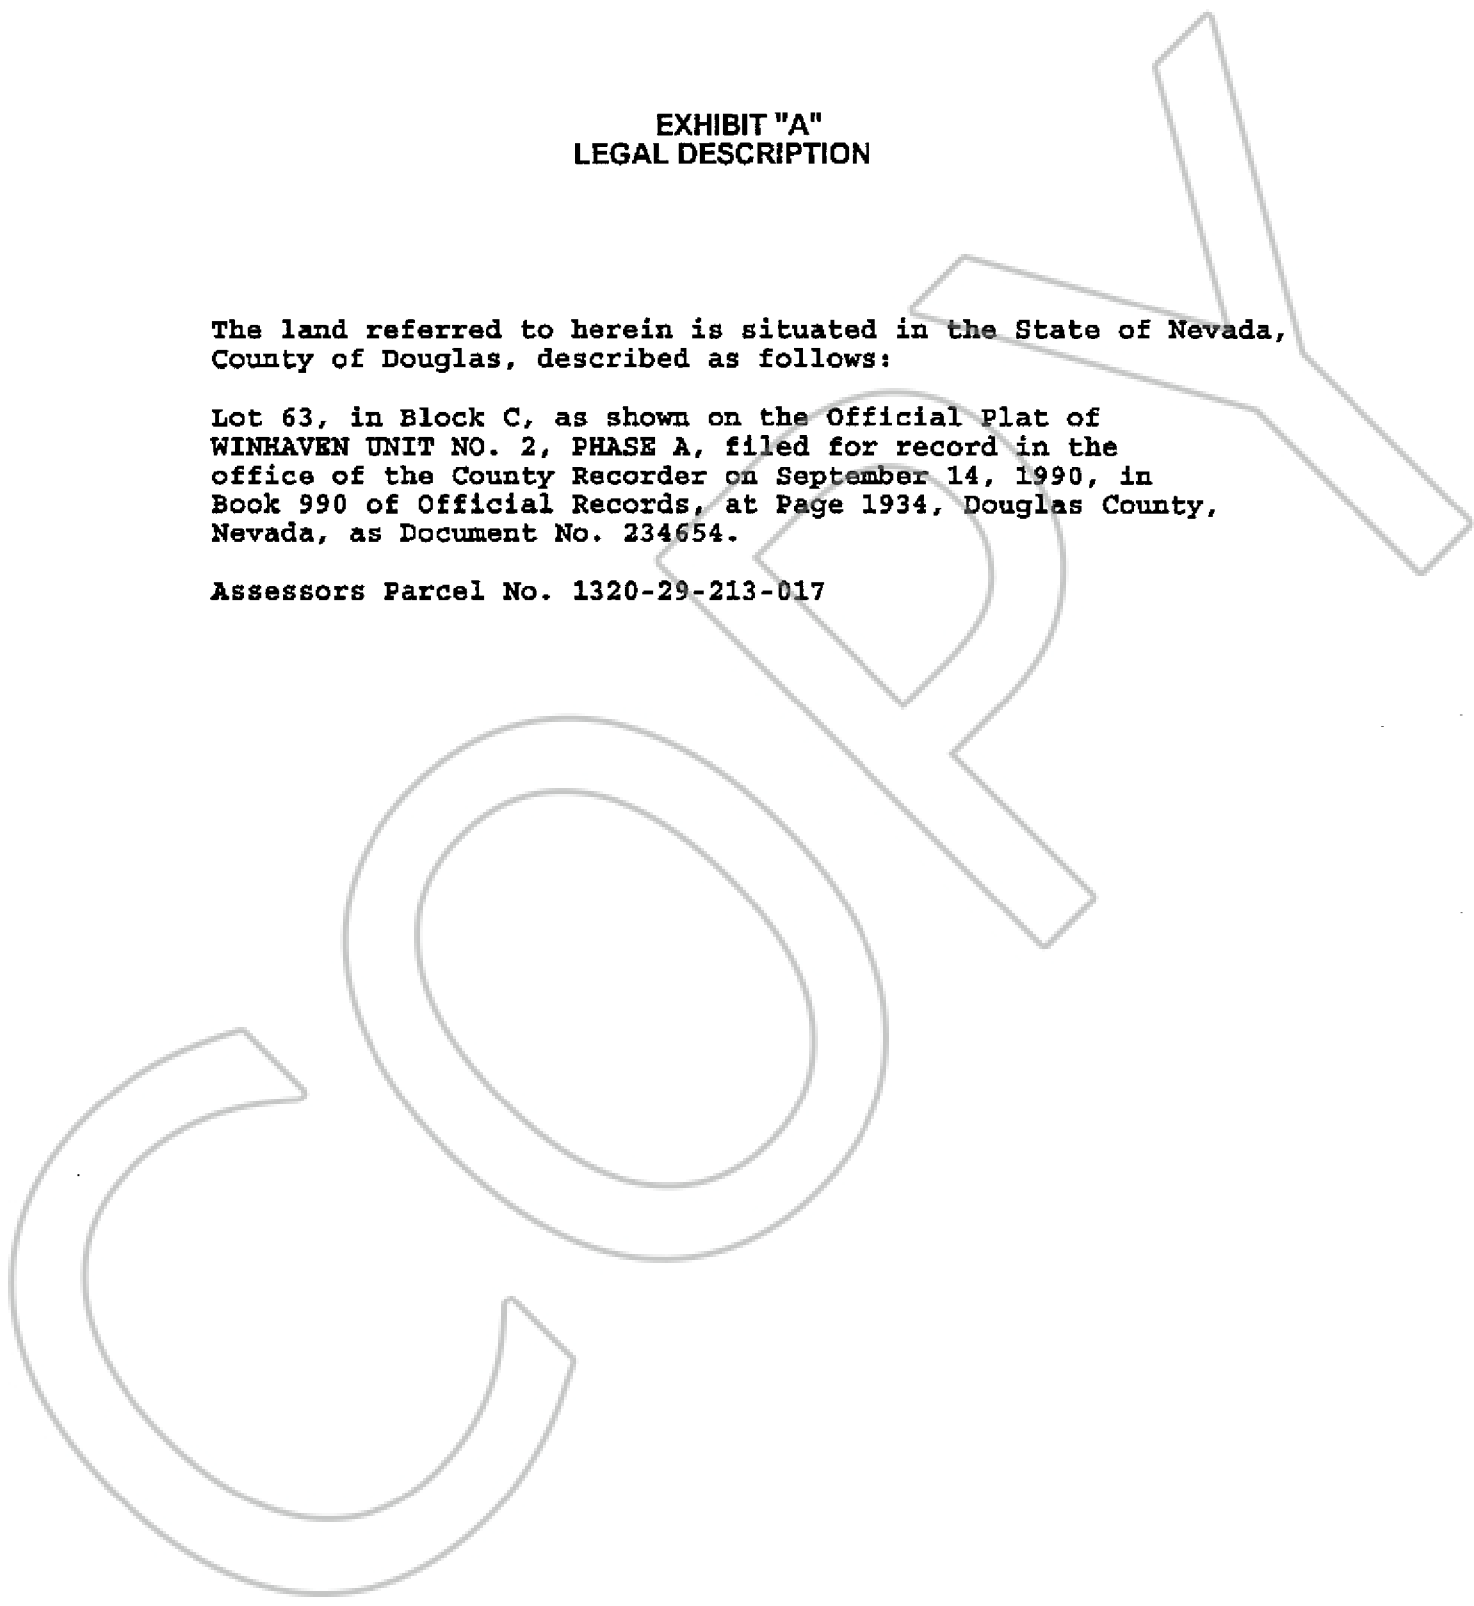 EXHIBIT "A"
LEGAL DESCRIPTION
The land referred to herein is situated in the State of Nevada,
County of Douglas, described as follows:
Lot 63, in Block C, as shown on the Official Plat of
WINHAVEN UNIT NO. 2, PHASE A, filed for record in the
office of the County Recorder on September 14, 1990, in
Book 990 of Official Records, at Page 1934, Douglas County,
Nevada, as Document No. 234654.
Assessors Parcel No. 1320-29-213-017
COPY